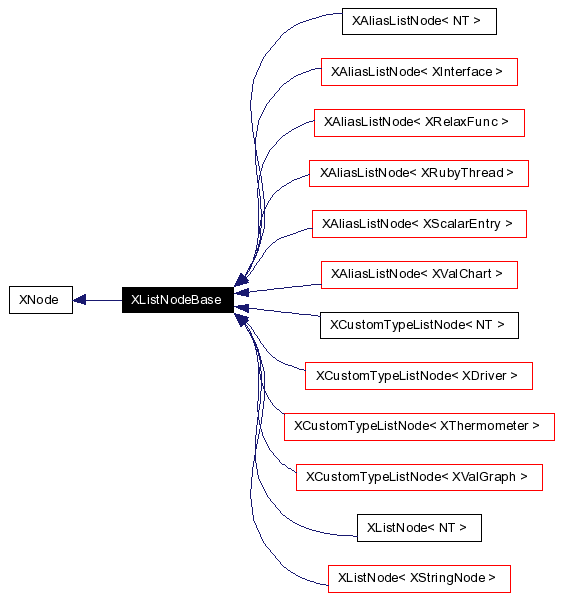 XAliasListNode< NT >
XAliasListNode< XInterface >
XAliasListNode< XRelaxFunc >
XAliasListNode< XRubyThread >
XAliasListNode< XScalarEntry >
XAliasListNode< XValChart >
XNode
XListNodeBase
XCustomTypeListNode< NT >
XCustomTypeListNode< XDriver >
XCustomTypeListNode< XThermometer >
XCustomTypeListNode< XValGraph >
XListNode< NT >
XListNode< XStringNode >